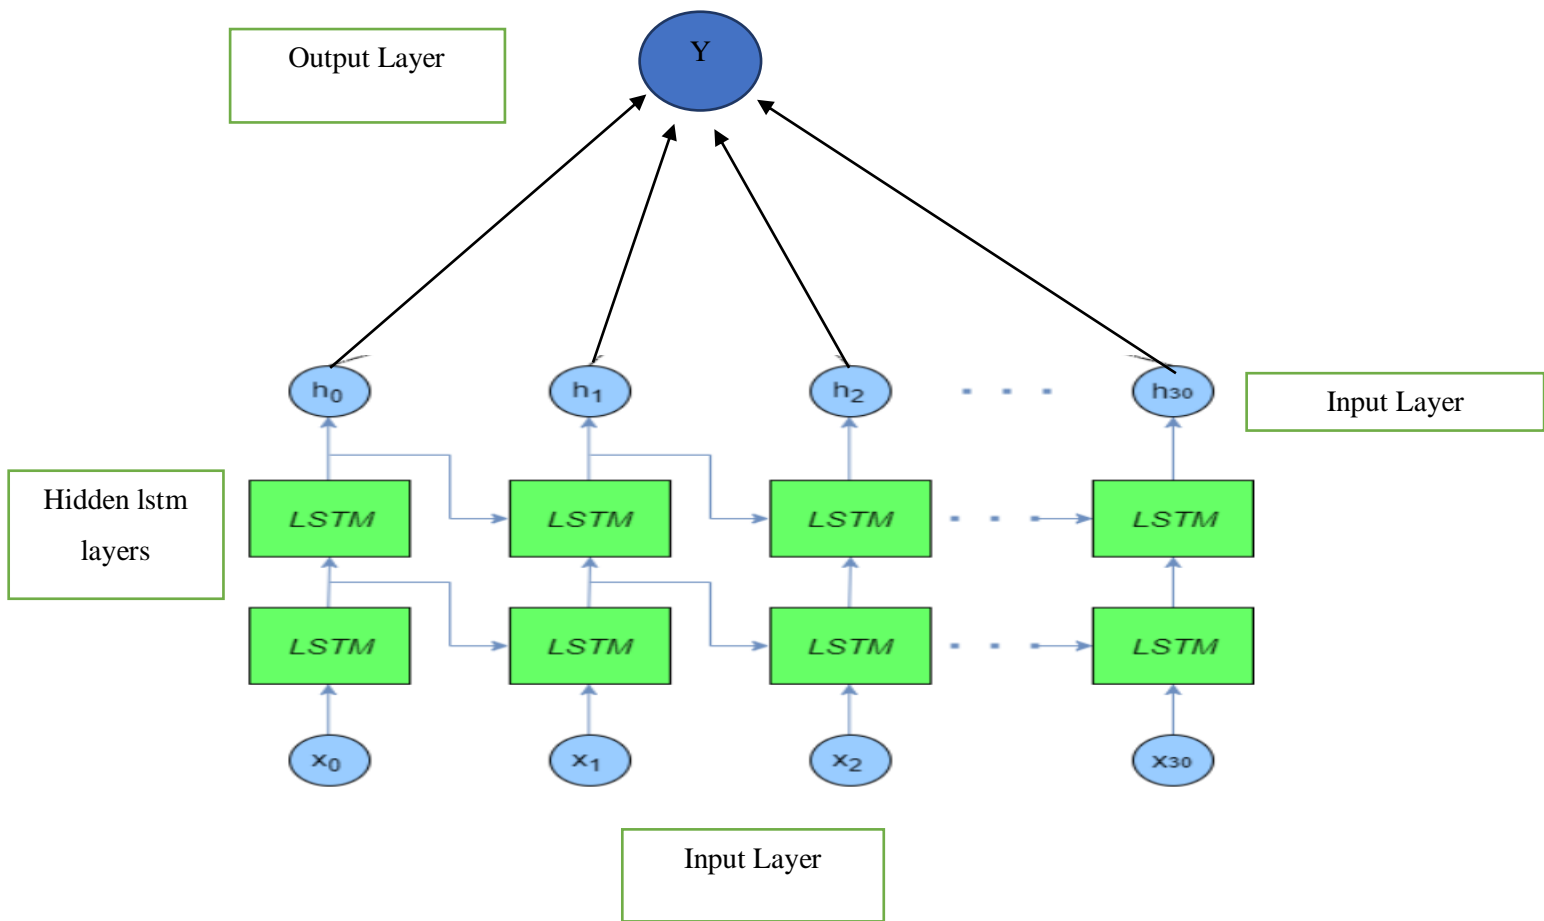 Output Layer
Y
h0 h1 h2 . . . h30
Input Layer
Hidden lstm
layers
LSTM LSTM LSTM . . . LSTM
LSTM LSTM LSTM . . . LSTM
x0 x1 x2 x30
Input Layer